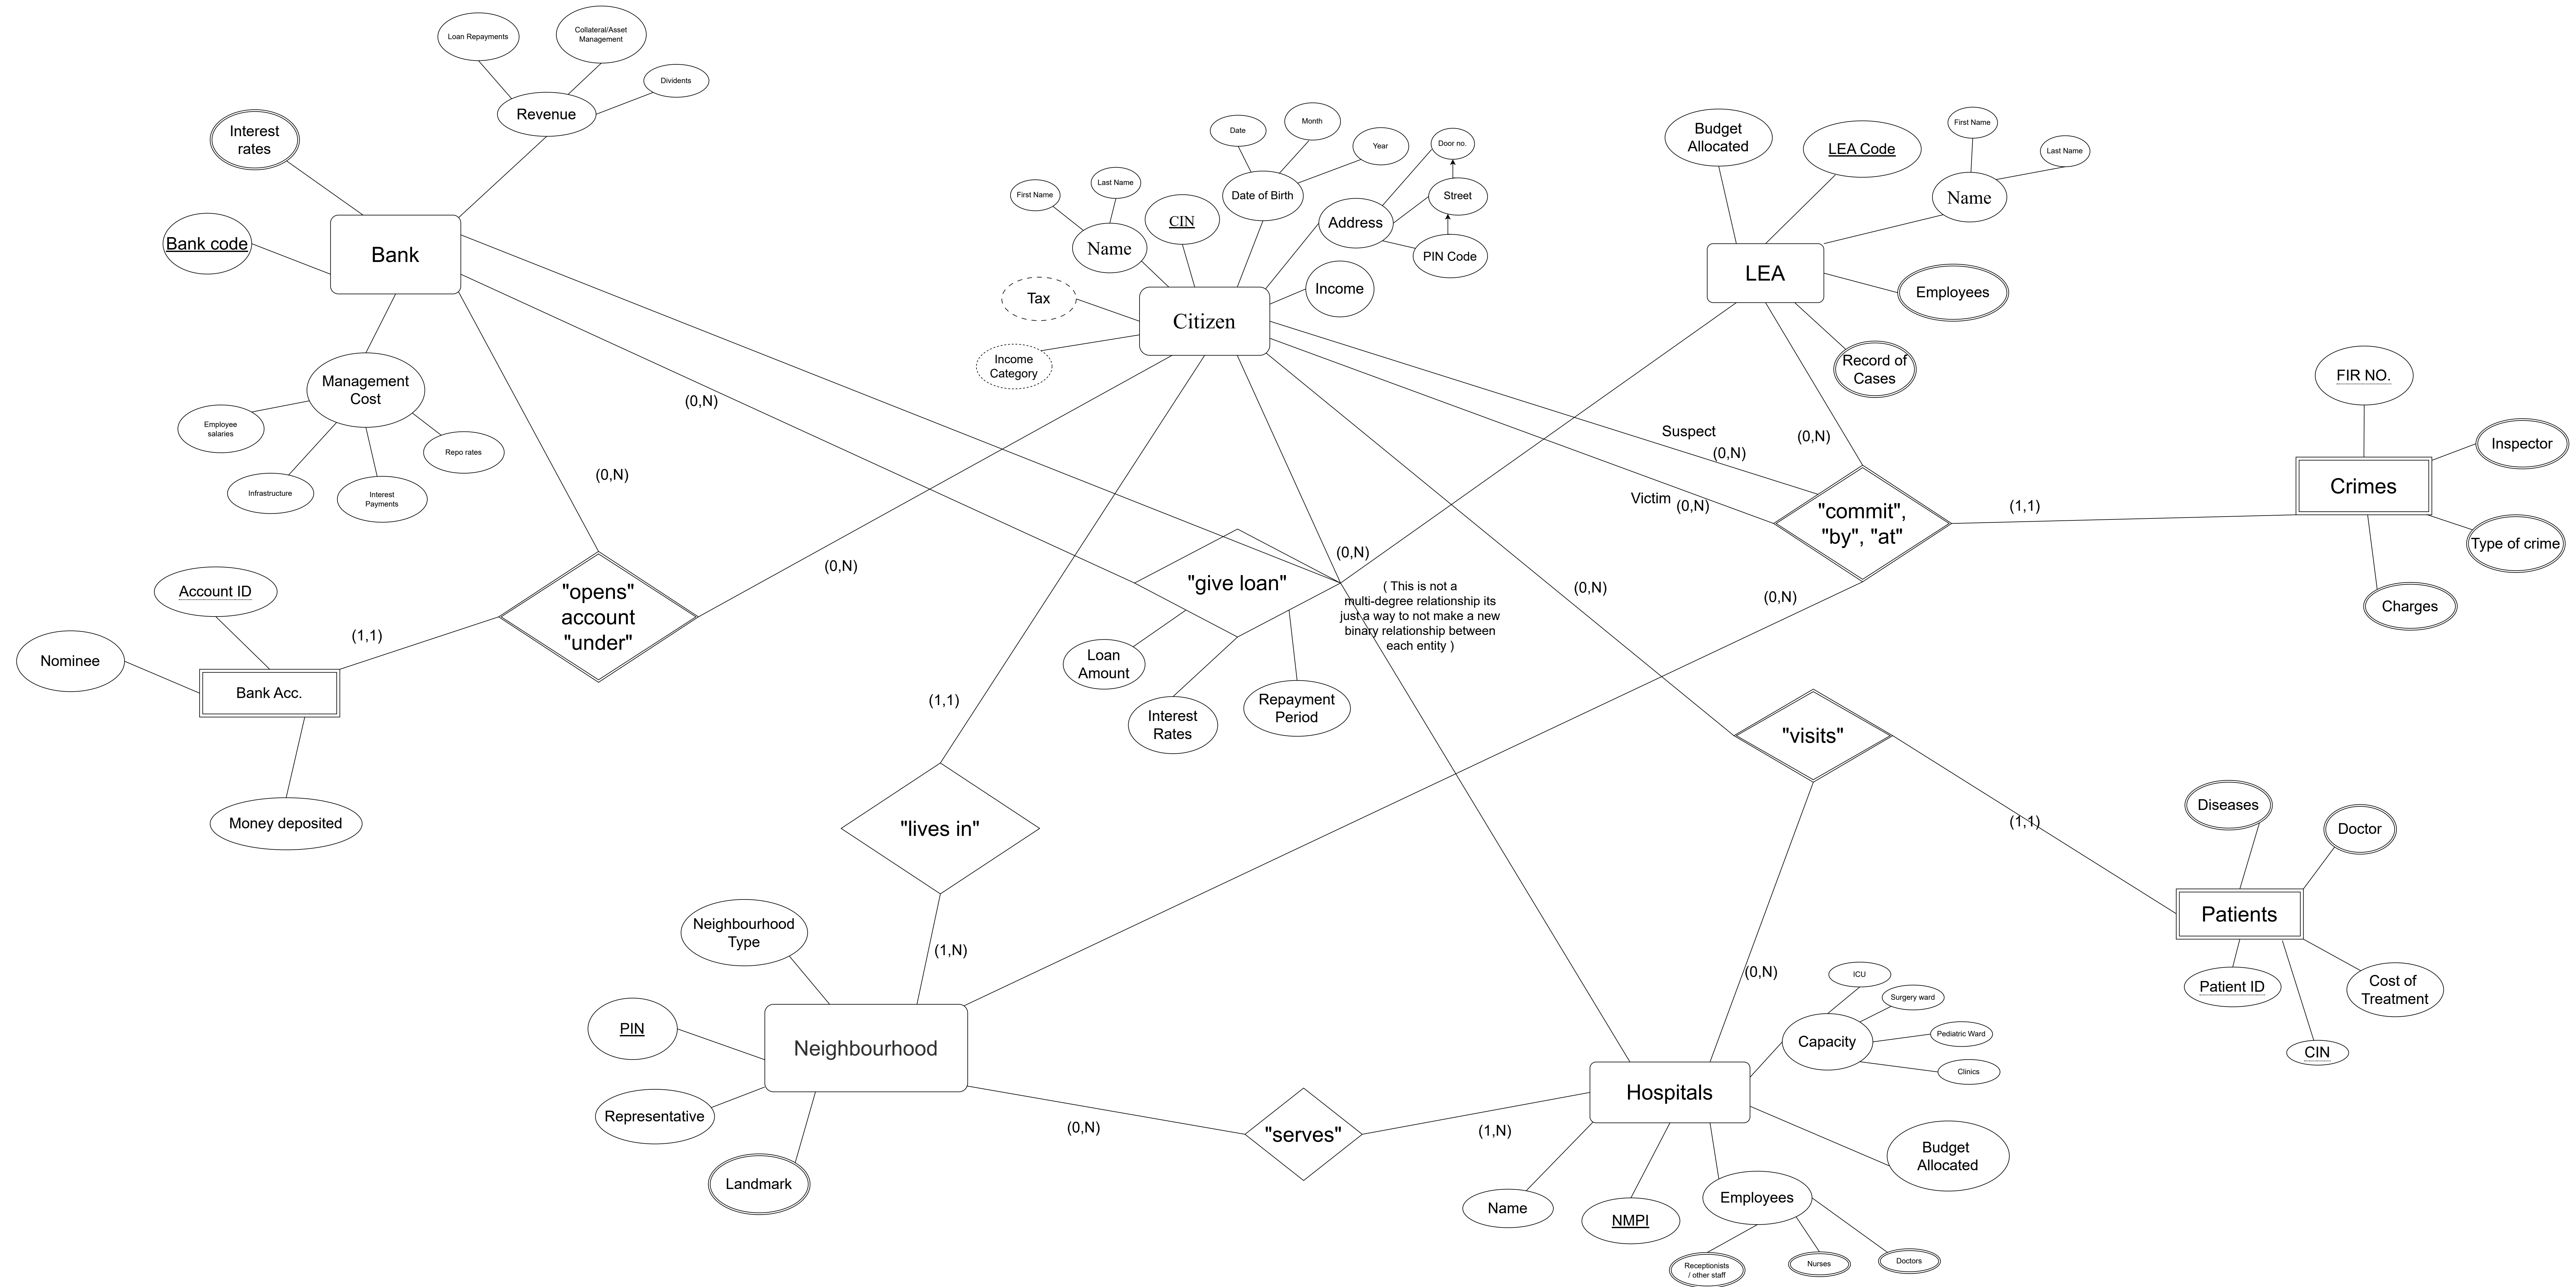 Loan Repayments
Collateral/Asset
Management
Dividents
Revenue
Interest
rates
Bank code
Bank
Management
Cost
Employee
salaries
Infrastructure
Interest
Payments
Repo rates
(0,N)
(0,N)
(0,N)
(1,1)
"opens"
account
"under"
Account ID
Nominee
Bank Acc.
Money deposited
Date
Month
Year
Door no.
Street
PIN Code
Date of Birth
Address
First Name
Last Name
Name
CIN
Tax
Income
Category
Income
Citizen
"give loan"
(0,N)
( This is not a
multi-degree relationship its
just a way to not make a new
binary relationship between
each entity )
Loan
Amount
Interest
Rates
Repayment
Period
(1,1)
"lives in"
(1,N)
Budget
Allocated
LEA Code
First Name
Last Name
Name
LEA
Employees
Record of
Cases
Suspect
(0,N)
(0,N)
Victim
(0,N)
"commit",
"by", "at"
(1,1)
(0,N)
(0,N)
FIR NO.
Inspector
Crimes
Type of crime
Charges
"visits"
(1,1)
(0,N)
Diseases
Doctor
Patients
Patient ID
Cost of
Treatment
CIN
Neighbourhood
Type
PIN
Neighbourhood
Representative
Landmark
(0,N)
"serves"
(1,N)
ICU
Surgery ward
Pediatric Ward
Clinics
Capacity
Hospitals
Budget
Allocated
Name
NMPI
Employees
Receptionists
/ other staff
Nurses
Doctors